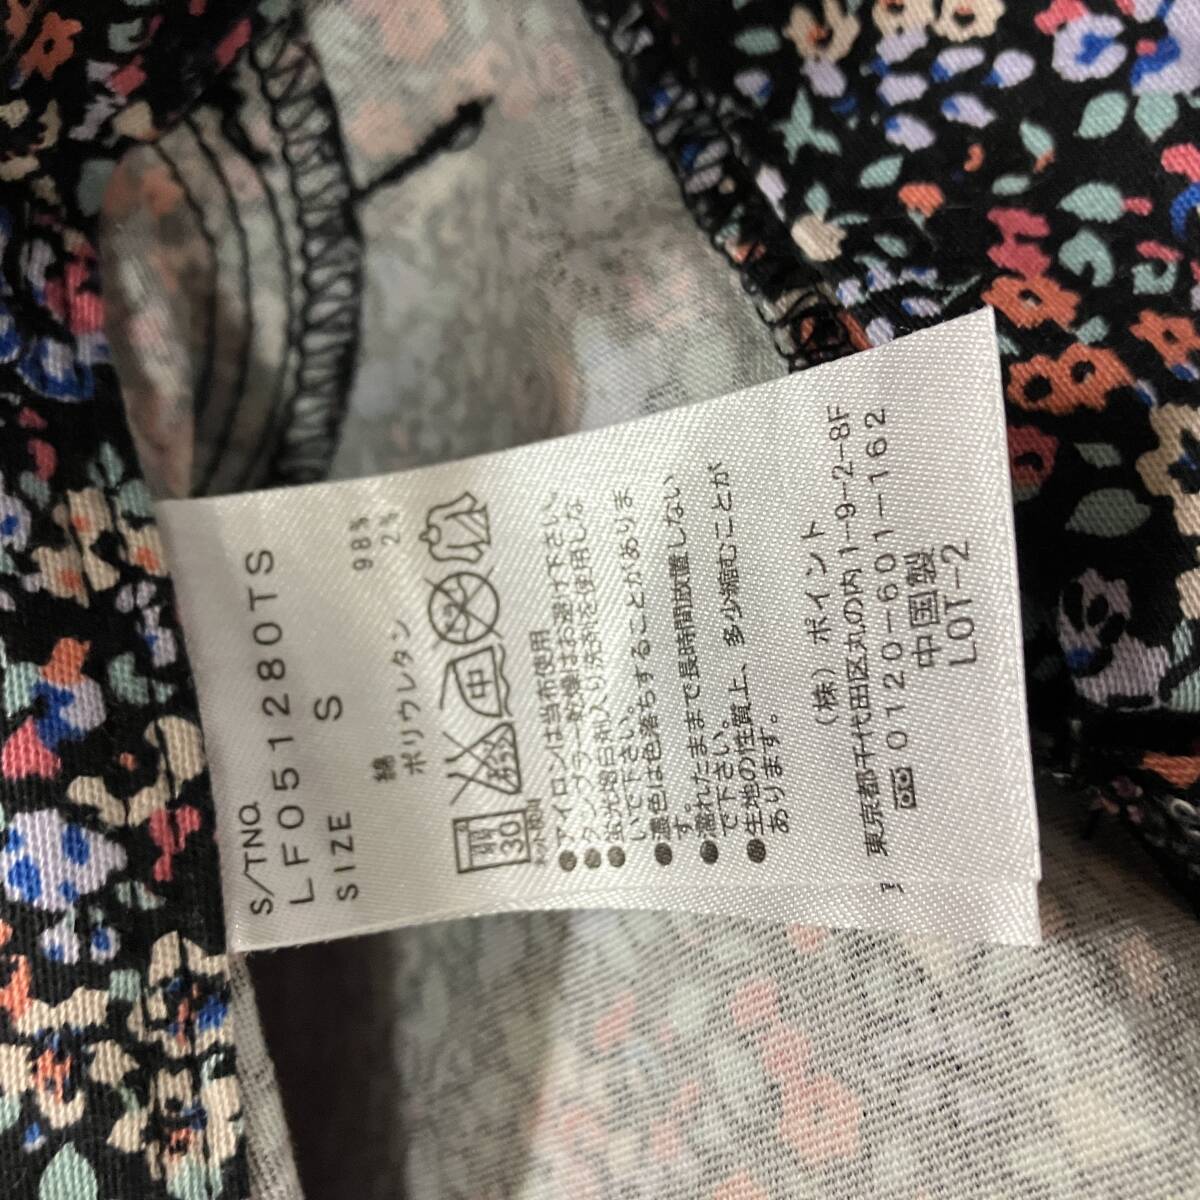 S/TNO
LF051280TS
SIZE S
綿 98%
ポリウレタン 2%
中
30
ネット使用
●アイロンは当布使用
●タンブラー乾燥はお避け下さい。
●蛍光増白剤入り洗剤を使用しな
いで下さい。
●濃色は色落ちすることがありま
す。
●濡れたままで長時間放置しない
で下さい。
●生地の性質上、多少縮むことが
あります。
(株) ポイント
東京都千代田区丸の内1-9-2-8F
0120-601-162
中国製
LOT-2